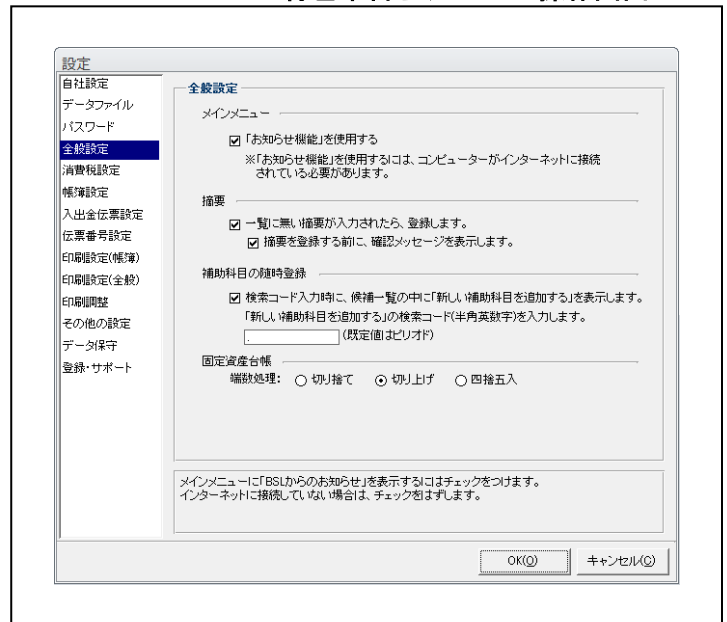 設定
自社設定
データファイル
パスワード
全般設定
消費税設定
帳簿設定
入出金伝票設定
伝票番号設定
印刷設定(帳簿)
印刷設定(全般)
印刷調整
その他の設定
データ保守
登録・サポート
全般設定
メインメニュー
「お知らせ機能」を使用する
※「お知らせ機能」を使用するには、コンピューターがインターネットに接続
されている必要があります。
摘要
一覧に無い摘要が入力されたら、登録します。
摘要を登録する前に、確認メッセージを表示します。
補助科目の随時登録
検索コード入力時に、候補一覧の中に「新しい補助科目を追加する」を表示します。
「新しい補助科目を追加する」の検索コード(半角英数字)を入力します。
. (既定値はピリオド)
固定資産台帳
端数処理: 切り捨て 切り上げ 四捨五入
メインメニューに「BSLからのお知らせ」を表示するにはチェックをつけます。
インターネットに接続していない場合は、チェックをはずします。
OK(O) キャンセル(C)